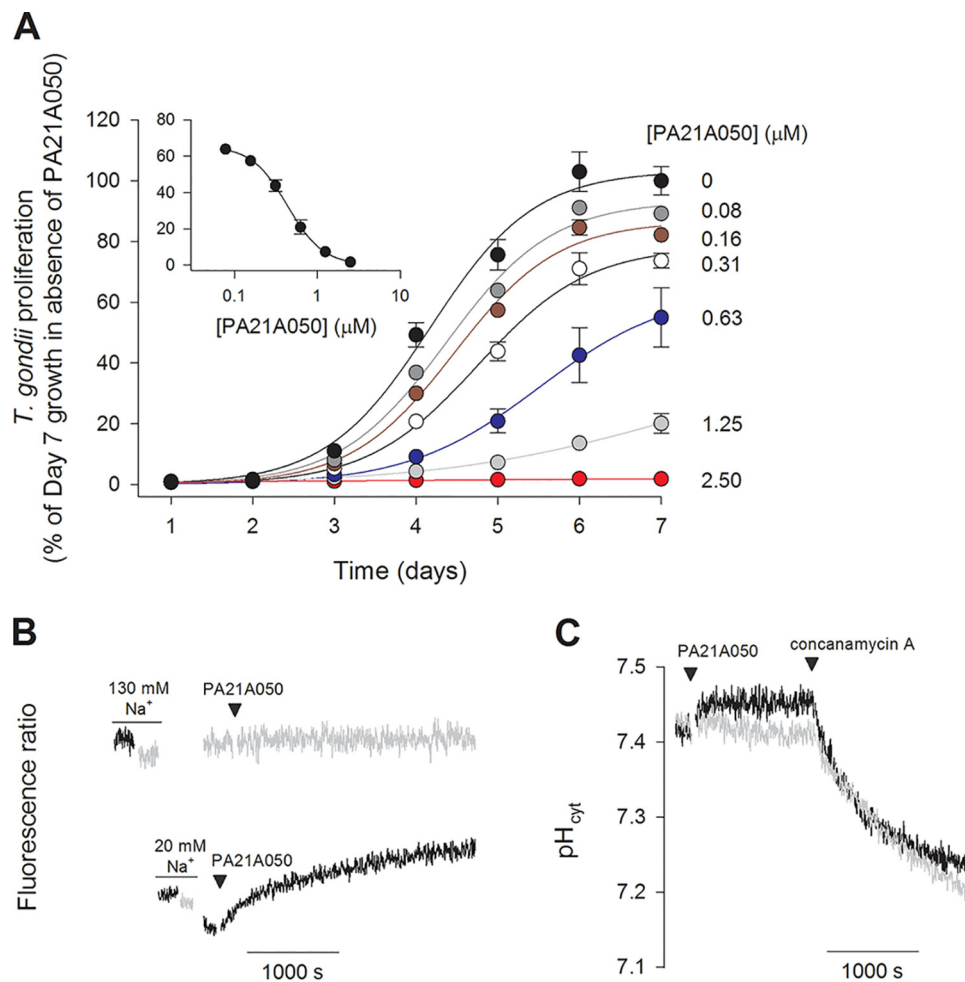 A
T. gondii proliferation
(% of Day 7 growth in absence of PA21A050)
120
100
80
60
40
20
0
80
60
40
20
0
0.1 1 10
[PA21A050] (µM)
[PA21A050] (µM)
0
0.08
0.16
0.31
0.63
1.25
2.50
1 2 3 4 5 6 7
Time (days)
B
Fluorescence ratio
130 mM
Na⁺
PA21A050
20 mM
Na⁺
PA21A050
1000 s
C
PA21A050
concanamycin A
pHcyt
7.5
7.4
7.3
7.2
7.1
1000 s